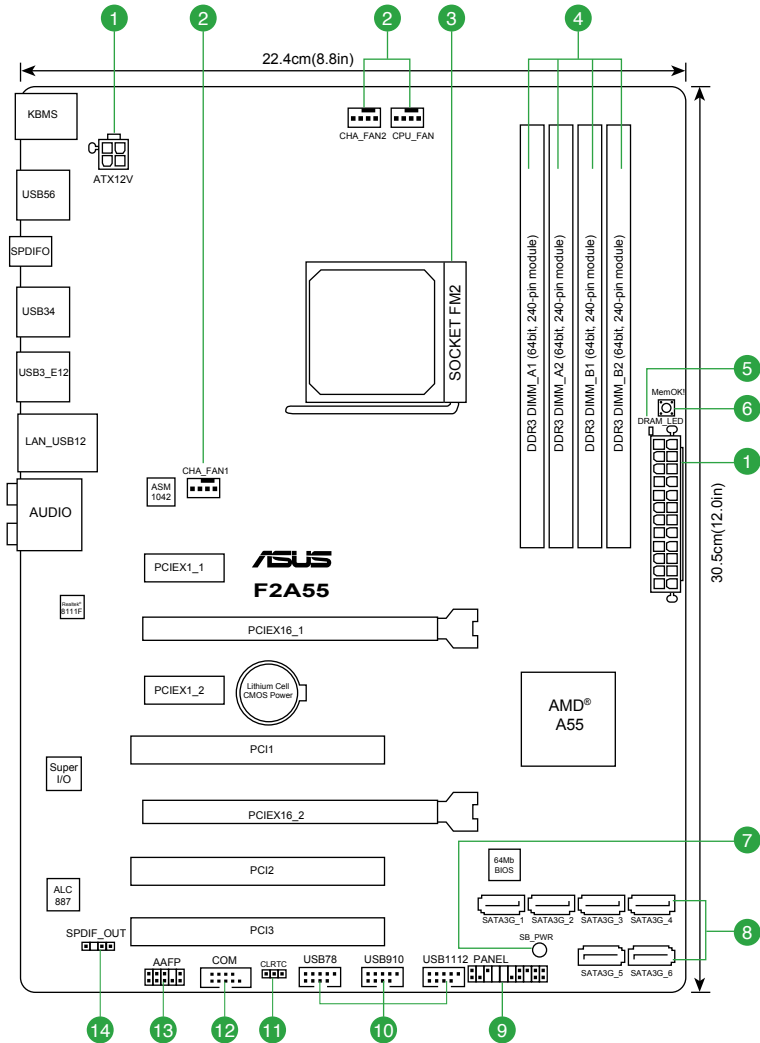 1
2
2
3
4
22.4cm(8.8in)
KBMS
CHA_FAN2
CPU_FAN
ATX12V
USB56
SPDIFO
USB34
USB3_E12
LAN_USB12
AUDIO
SOCKET FM2
DDR3 DIMM_A1 (64bit, 240-pin module)
DDR3 DIMM_A2 (64bit, 240-pin module)
DDR3 DIMM_B1 (64bit, 240-pin module)
DDR3 DIMM_B2 (64bit, 240-pin module)
5
MemOK!
6
DRAM_LED
1
30.5cm(12.0in)
CHA_FAN1
ASM
1042
PCIEX1_1
ASUS
F2A55
Realtek®
8111F
PCIEX16_1
PCIEX1_2
Lithium Cell
CMOS Power
AMD®
A55
PCI1
Super
I/O
PCIEX16_2
7
64Mb
BIOS
PCI2
ALC
887
SATA3G_1
SATA3G_2
SATA3G_3
SATA3G_4
8
PCI3
SPDIF_OUT
SB_PWR
AAFP
COM
CLRTC
USB78
USB910
USB1112
PANEL
SATA3G_5
SATA3G_6
14
13
12
11
10
9